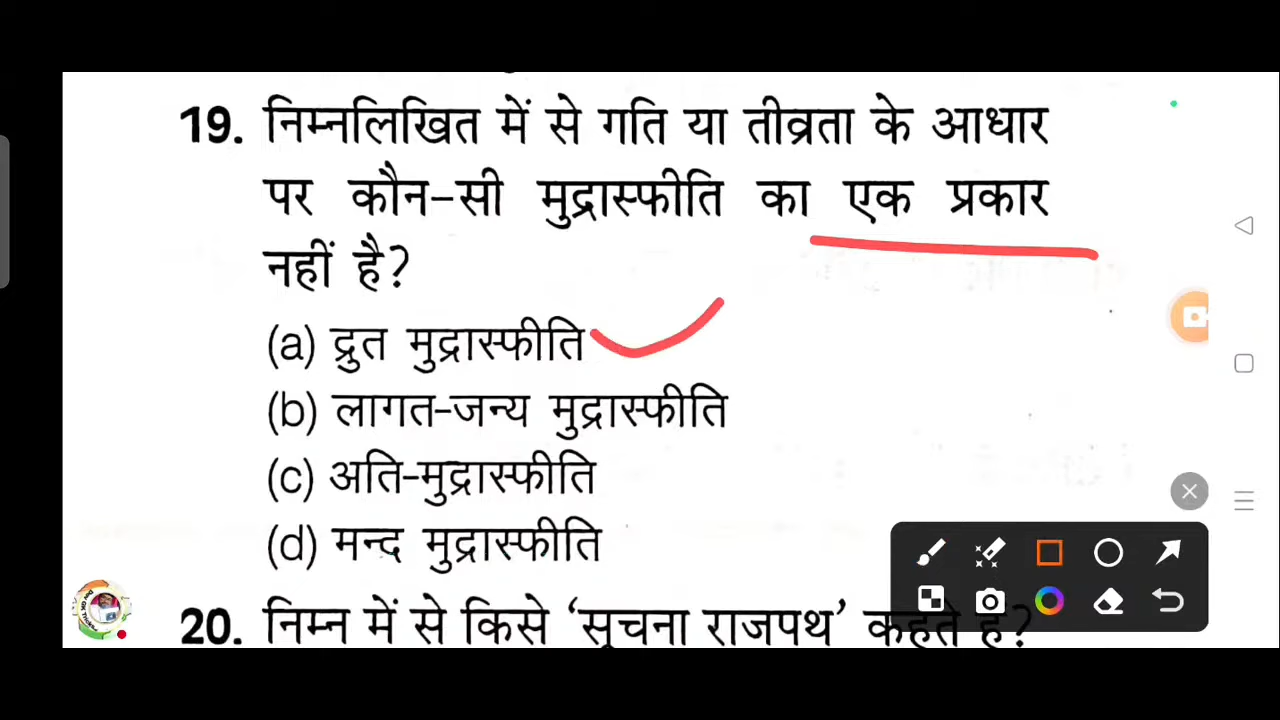 19. निम्नलिखित में से गति या तीव्रता के आधार
पर कौन-सी मुद्रास्फीति का एक प्रकार
नहीं है?
(a) द्रुत मुद्रास्फीति
(b) लागत-जन्य मुद्रास्फीति
(c) अति-मुद्रास्फीति
(d) मन्द मुद्रास्फीति
20. निम्न में से किसे ‘सूचना राजपथ’ कहते हैं?